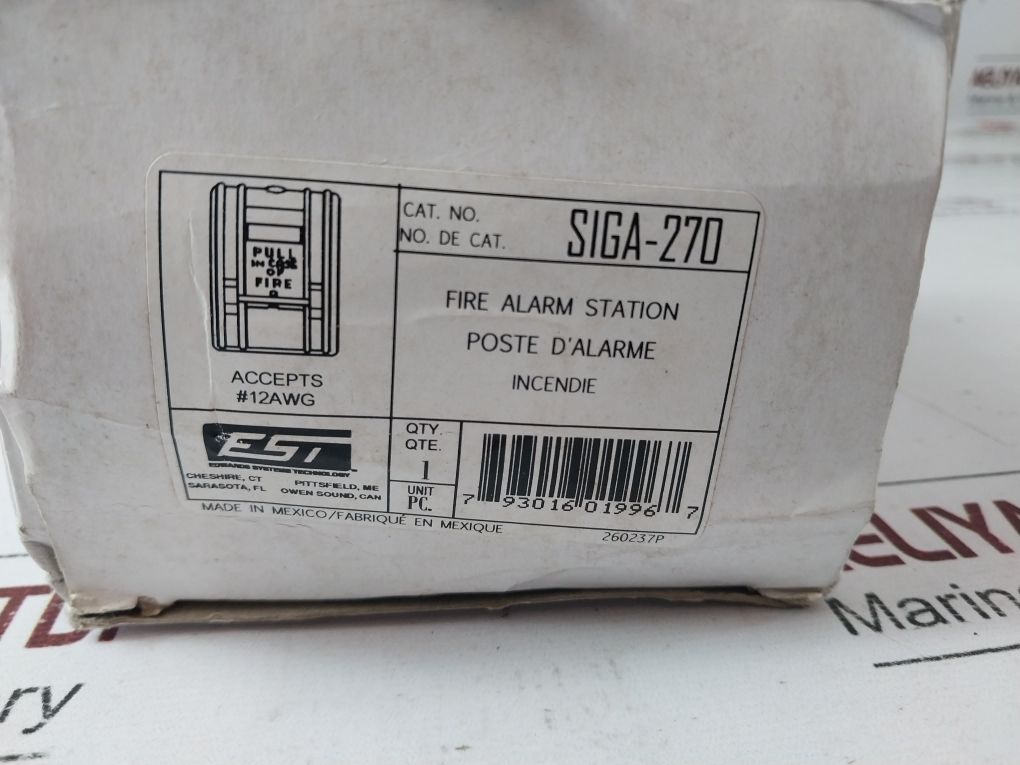 PULL
IN CASE
OF
FIRE
ACCEPTS
#12AWG
CAT. NO.
NO. DE CAT.
SIGA-270
FIRE ALARM STATION
POSTE D'ALARME
INCENDIE
EST
EDWARDS SYSTEMS TECHNOLOGY
CHESHIRE, CT
PITTSFIELD, ME
SARASOTA, FL
OWEN SOUND, CAN
QTY.
QTE.
1
UNIT
PC.
7 93016 01996 7
MADE IN MEXICO/FABRIQUÉ EN MEXIQUE
260237P